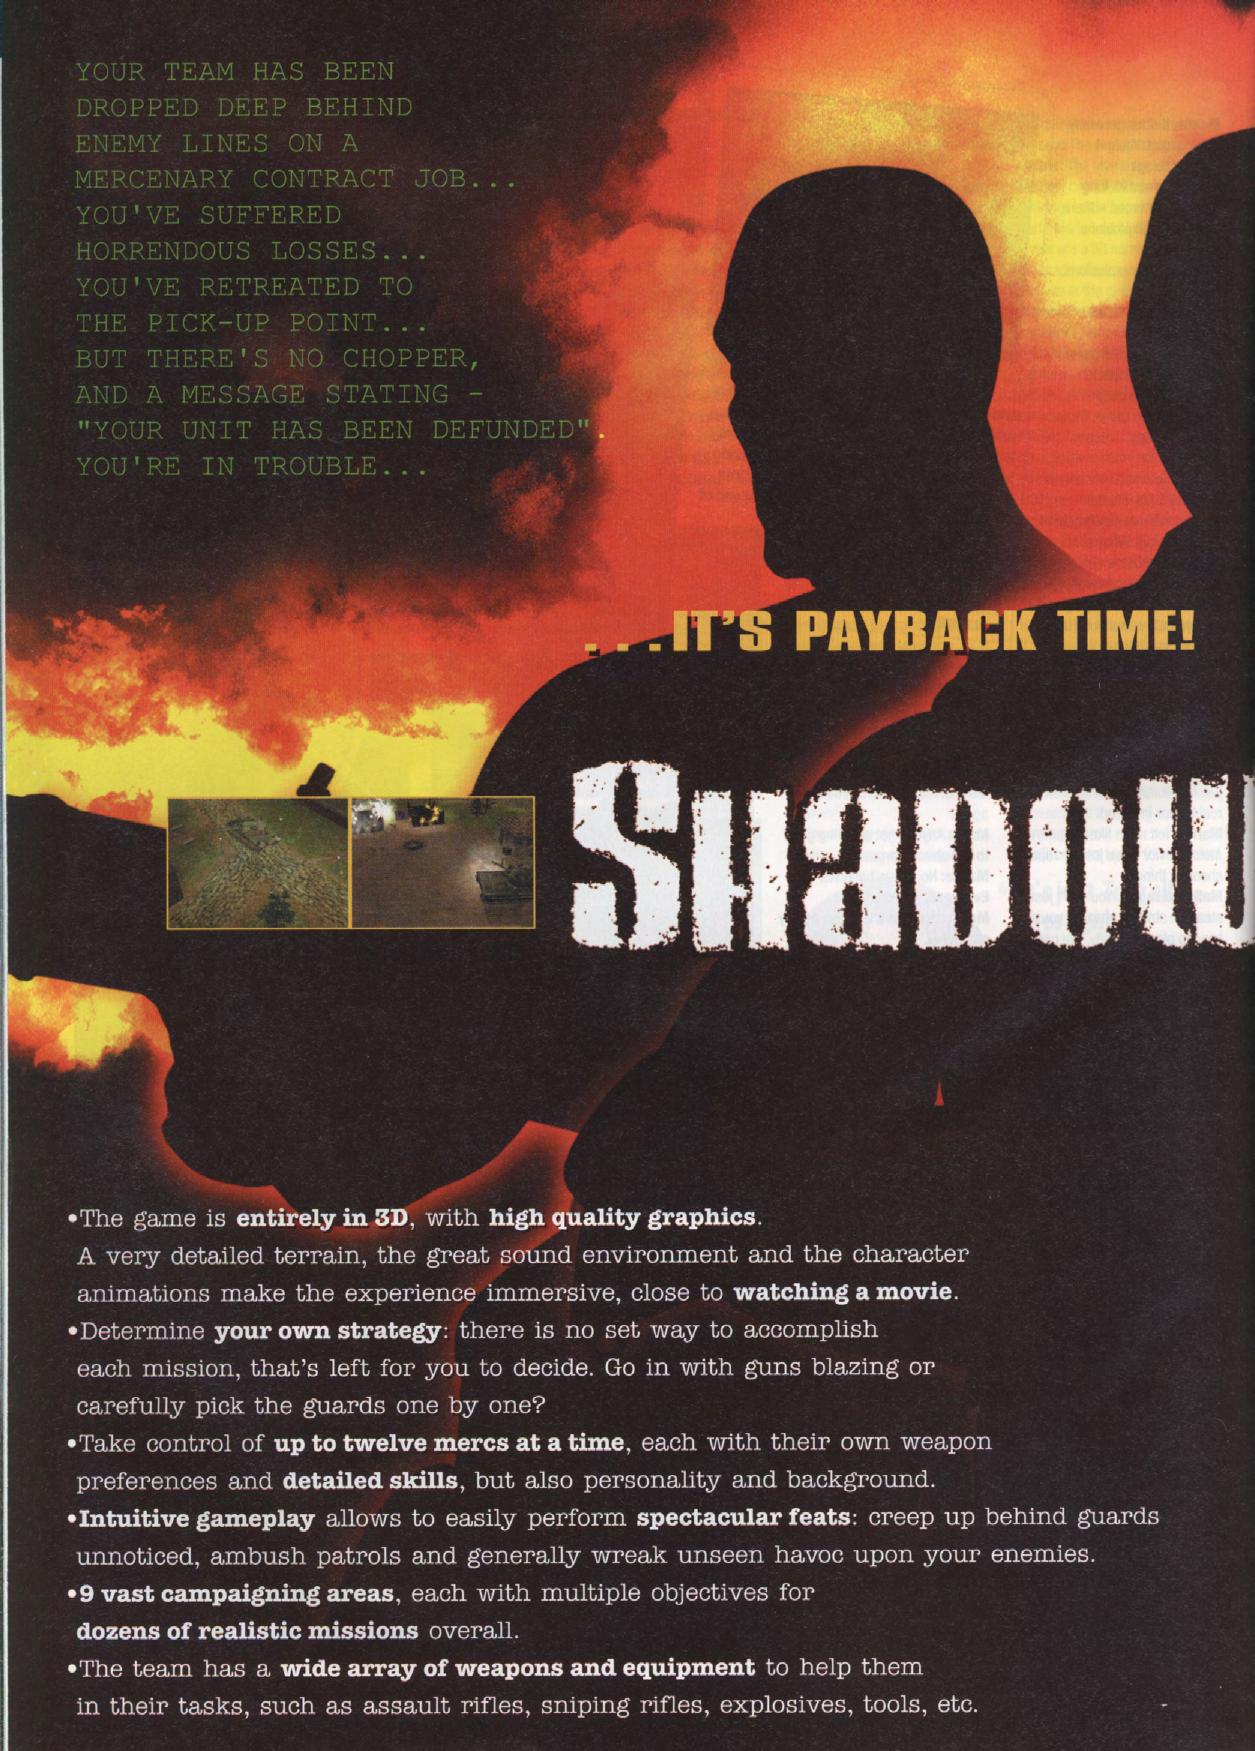 YOUR TEAM HAS BEEN
DROPPED DEEP BEHIND
ENEMY LINES ON A
MERCENARY CONTRACT JOB...
YOU'VE SUFFERED
HORRENDOUS LOSSES...
YOU'VE RETREATED TO
THE PICK-UP POINT...
BUT THERE'S NO CHOPPER,
AND A MESSAGE STATING -
"YOUR UNIT HAS BEEN DEFUNDED".
YOU'RE IN TROUBLE...
...IT'S PAYBACK TIME!
SHADOW
•The game is entirely in 3D, with high quality graphics.
A very detailed terrain, the great sound environment and the character
animations make the experience immersive, close to watching a movie.
•Determine your own strategy: there is no set way to accomplish
each mission, that's left for you to decide. Go in with guns blazing or
carefully pick the guards one by one?
•Take control of up to twelve mercs at a time, each with their own weapon
preferences and detailed skills, but also personality and background.
•Intuitive gameplay allows to easily perform spectacular feats: creep up behind guards
unnoticed, ambush patrols and generally wreak unseen havoc upon your enemies.
•9 vast campaigning areas, each with multiple objectives for
dozens of realistic missions overall.
•The team has a wide array of weapons and equipment to help them
in their tasks, such as assault rifles, sniping rifles, explosives, tools, etc.